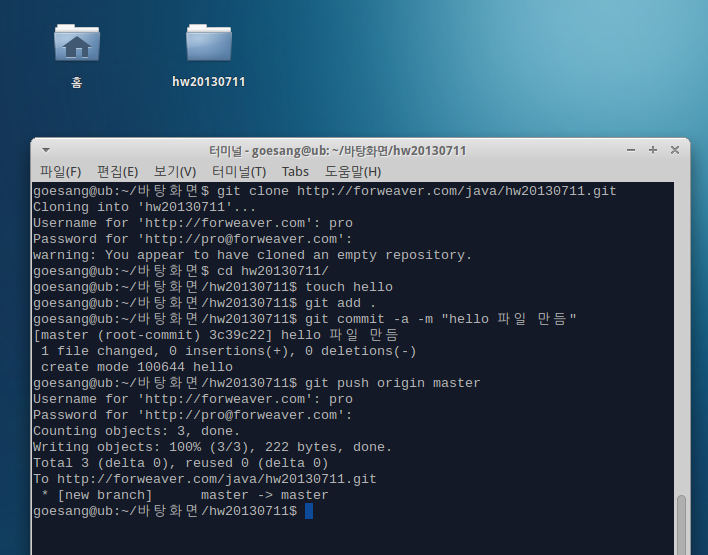 홈
hw20130711
터미널 - goesang@ub: ~/바탕화면/hw20130711
파일(F) 편집(E) 보기(V) 터미널(T) Tabs 도움말(H)
goesang@ub:~/바탕화면$ git clone http://forweaver.com/java/hw20130711.git
Cloning into 'hw20130711'...
Username for 'http://forweaver.com': pro
Password for 'http://pro@forweaver.com':
warning: You appear to have cloned an empty repository.
goesang@ub:~/바탕화면$ cd hw20130711/
goesang@ub:~/바탕화면/hw20130711$ touch hello
goesang@ub:~/바탕화면/hw20130711$ git add .
goesang@ub:~/바탕화면/hw20130711$ git commit -a -m "hello 파일 만듬"
[master (root-commit) 3c39c22] hello 파일 만듬
 1 file changed, 0 insertions(+), 0 deletions(-)
 create mode 100644 hello
goesang@ub:~/바탕화면/hw20130711$ git push origin master
Username for 'http://forweaver.com': pro
Password for 'http://pro@forweaver.com':
Counting objects: 3, done.
Writing objects: 100% (3/3), 222 bytes, done.
Total 3 (delta 0), reused 0 (delta 0)
To http://forweaver.com/java/hw20130711.git
 * [new branch]      master -> master
goesang@ub:~/바탕화면/hw20130711$